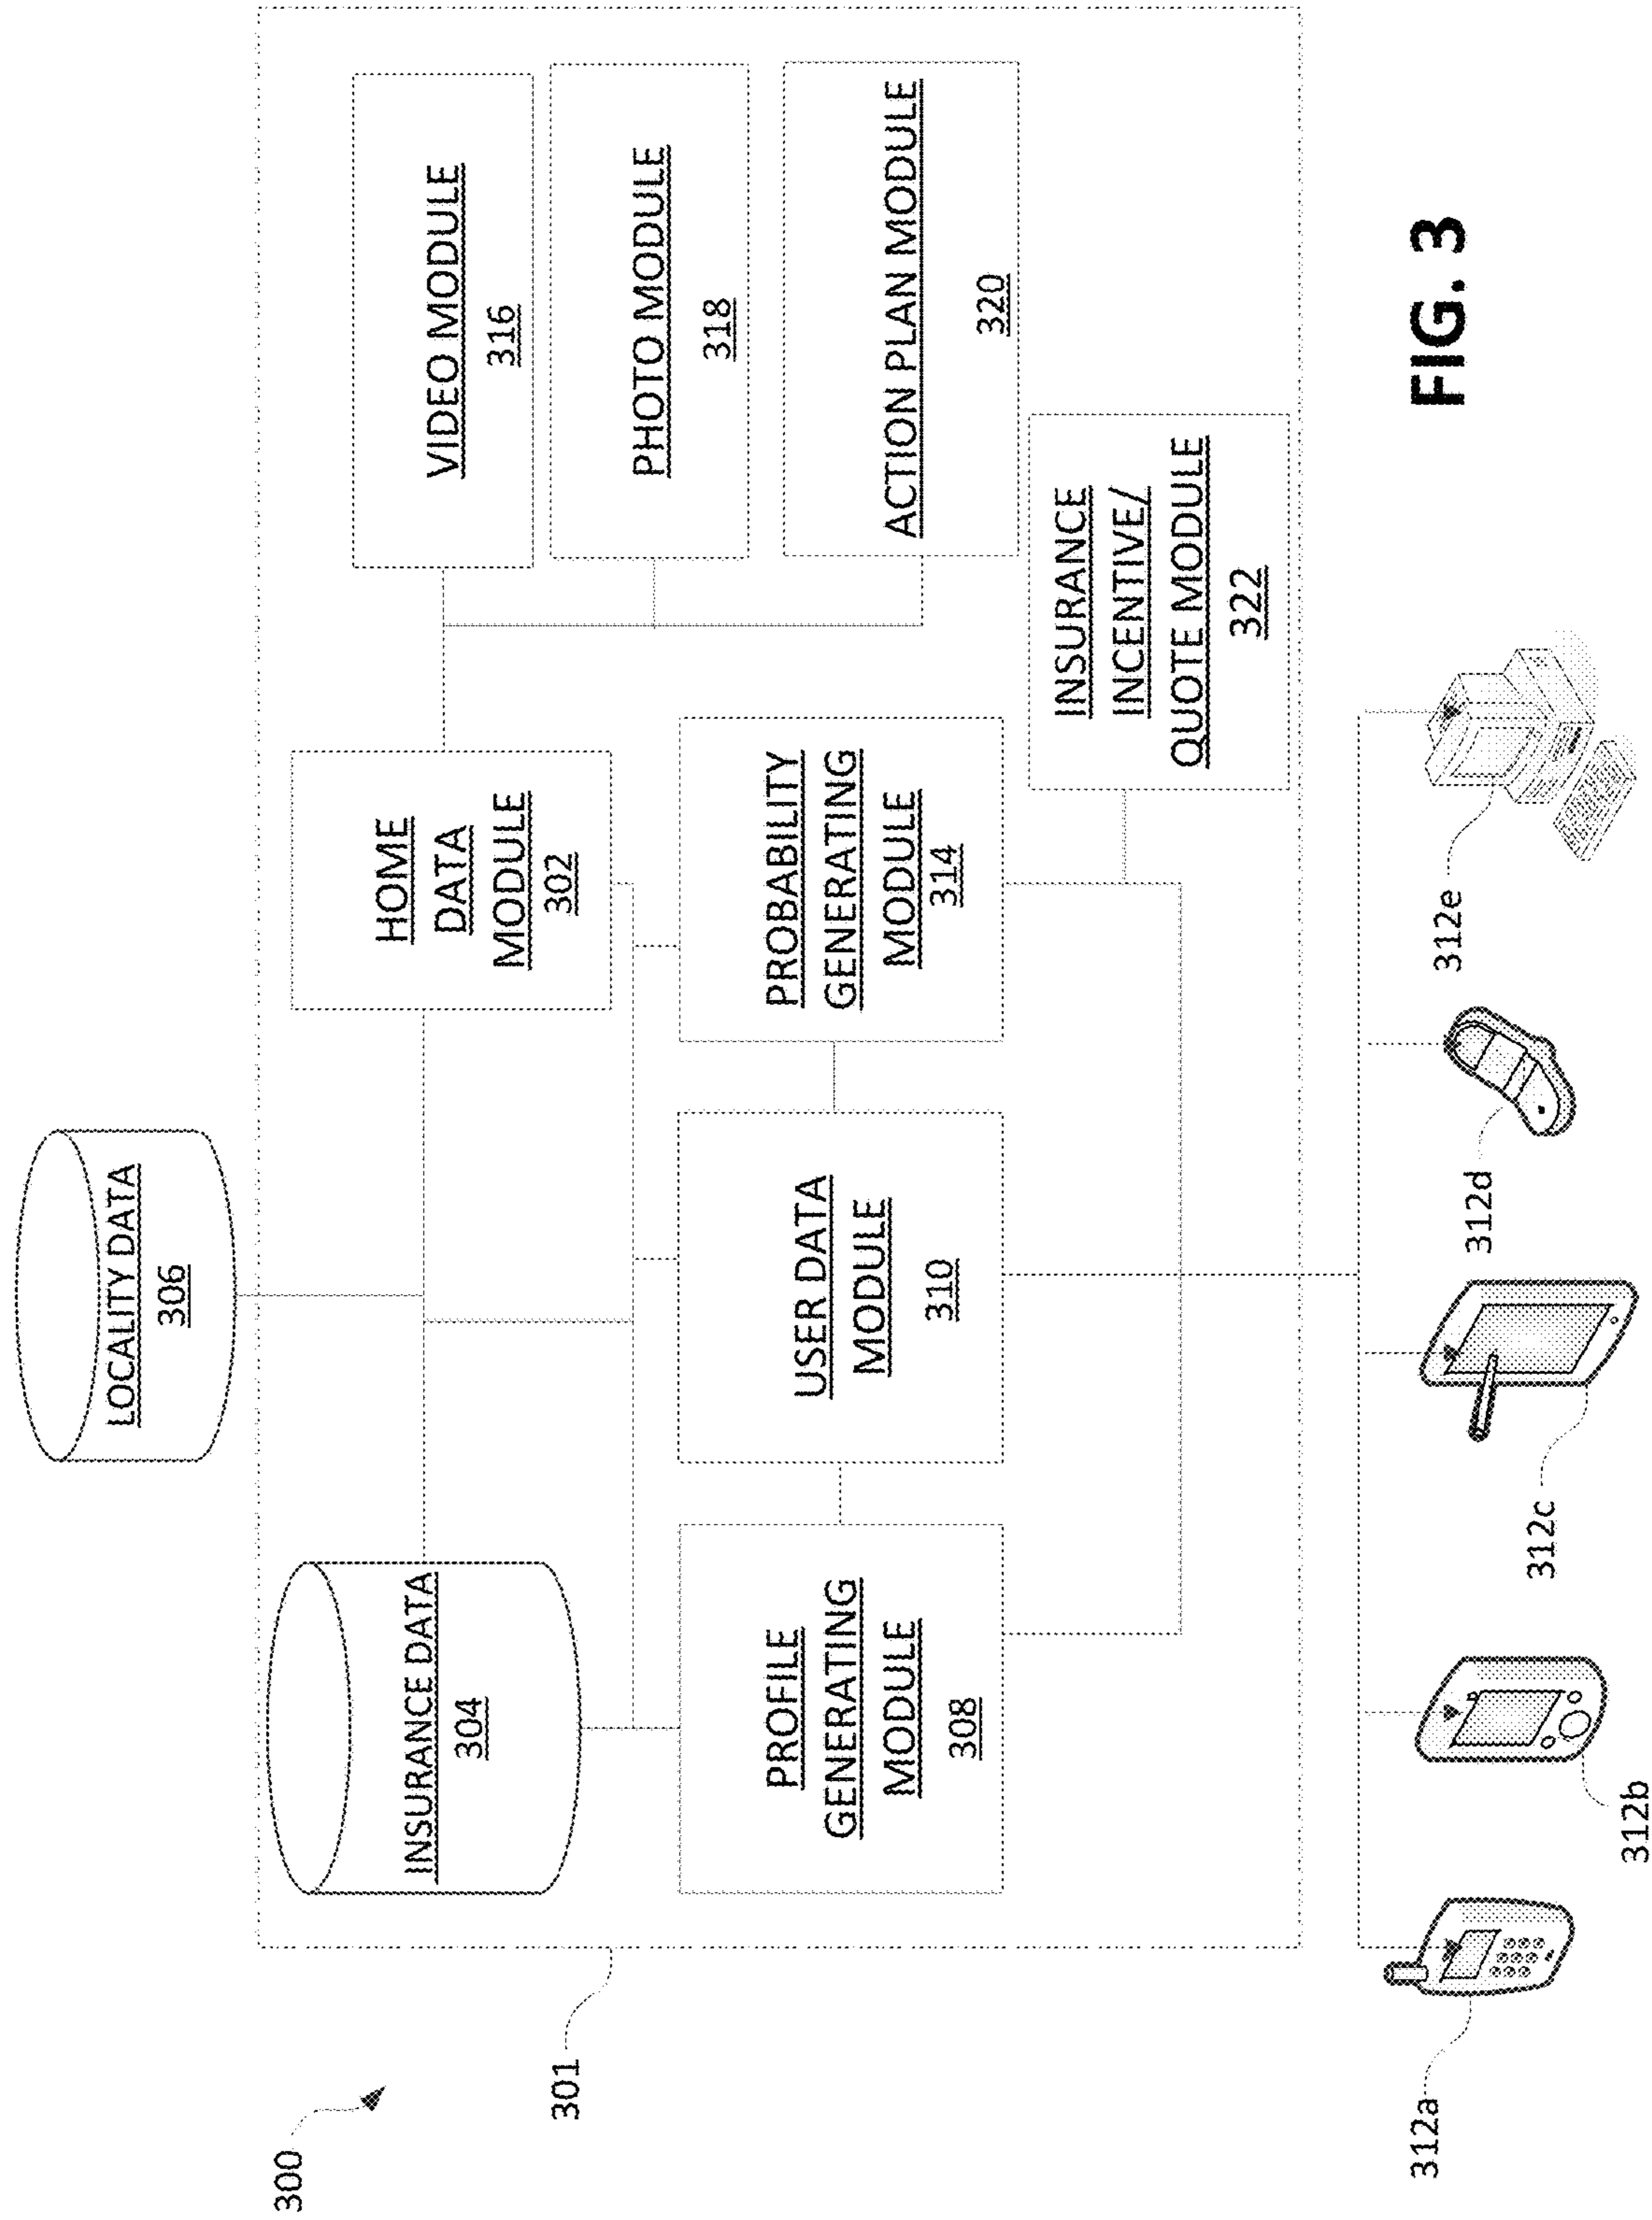 300
301
LOCALITY DATA
306
INSURANCE DATA
304
HOME
DATA
MODULE
302
VIDEO MODULE
316
PHOTO MODULE
318
PROFILE
GENERATING
MODULE
308
USER DATA
MODULE
310
PROBABILITY
GENERATING
MODULE
314
ACTION PLAN MODULE
320
INSURANCE
INCENTIVE/
QUOTE MODULE
322
312a
312b
312c
312d
312e
FIG. 3